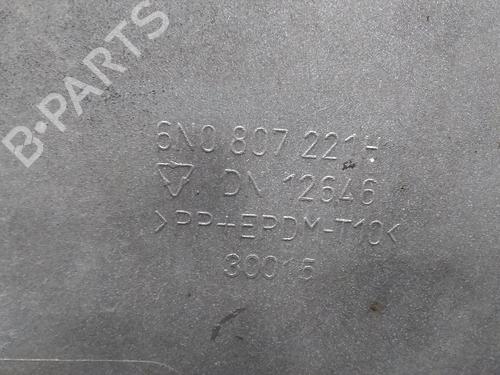 B-PARTS
6N0 807 221H
DN 12646
>PP+EPDM-T10<
30015